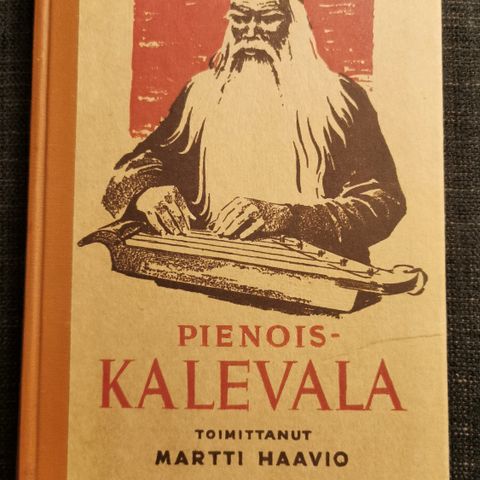 PIENOIS-
KALEVALA
TOIMITTANUT
MARTTI HAAVIO